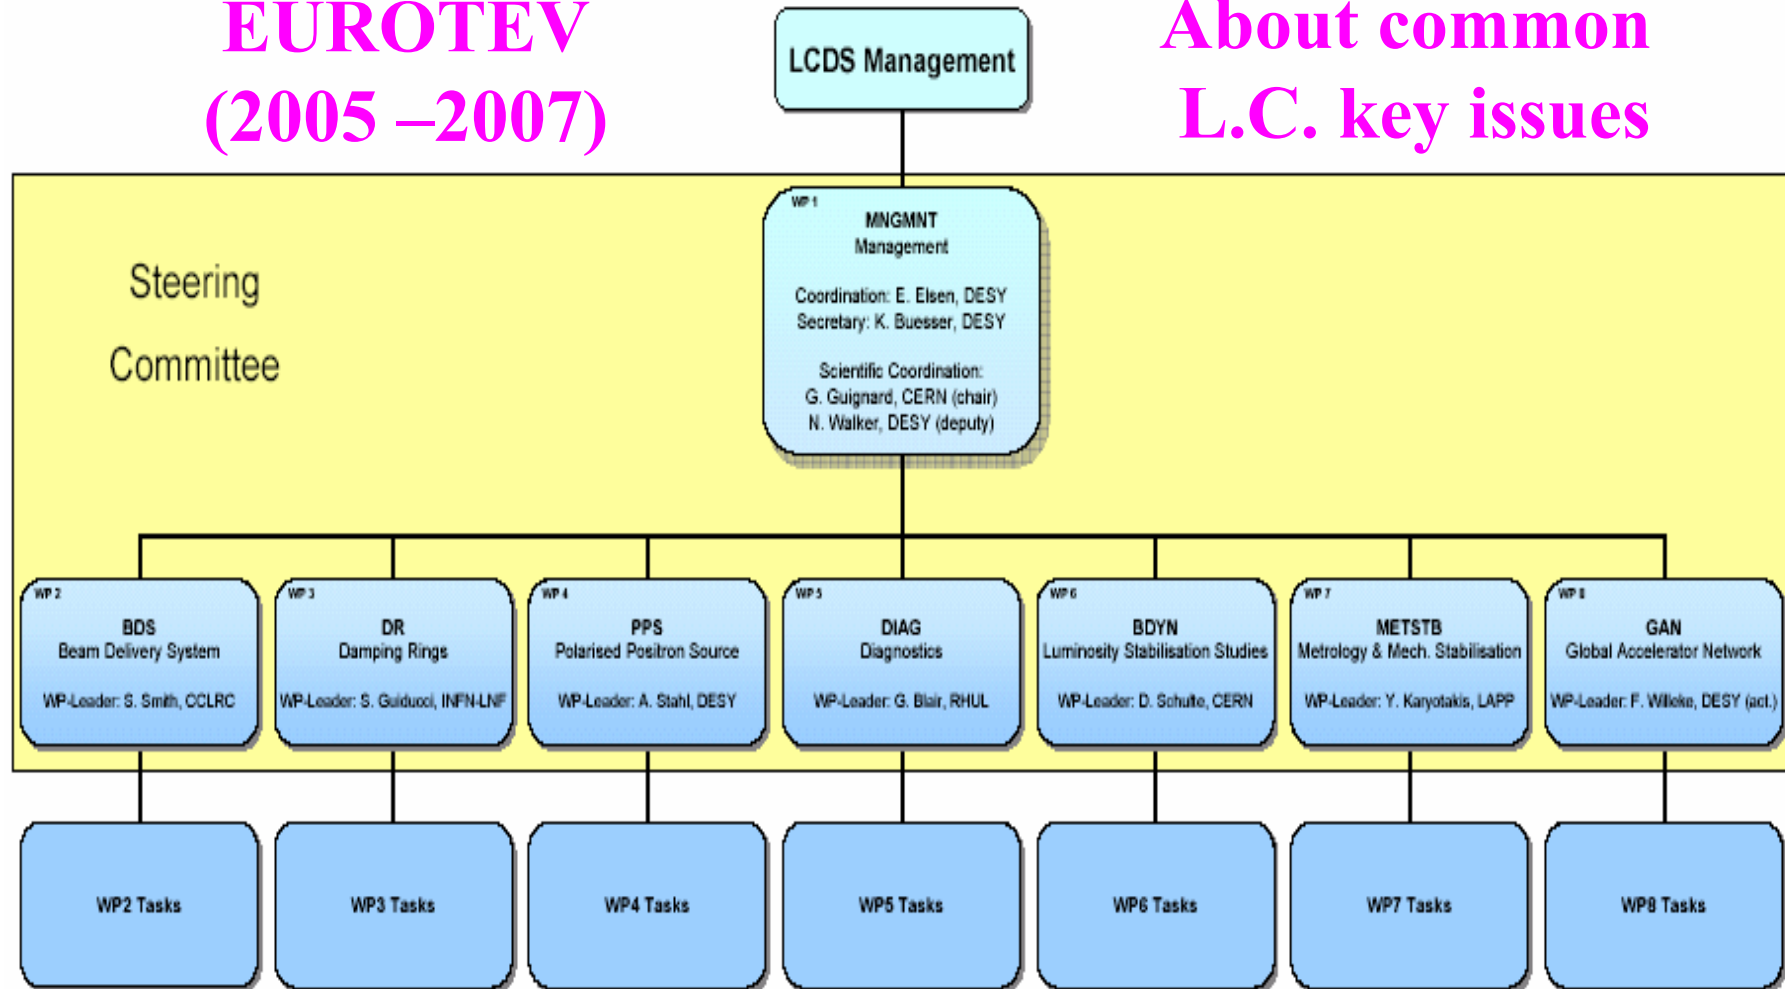 EUROTEV
(2005 –2007)
About common
L.C. key issues
LCDS Management
Steering
Committee
WP 1
MNGMNT
Management
Coordination: E. Elsen, DESY
Secretary: K. Buesser, DESY
Scientific Coordination:
G. Guignard, CERN (chair)
N. Walker, DESY (deputy)
WP 2
BDS
Beam Delivery System
WP-Leader: S. Smith, CCLRC
WP 3
DR
Damping Rings
WP-Leader: S. Guiducci, INFN-LNF
WP 4
PPS
Polarised Positron Source
WP-Leader: A. Stahl, DESY
WP 5
DIAG
Diagnostics
WP-Leader: G. Blair, RHUL
WP 6
BDYN
Luminosity Stabilisation Studies
WP-Leader: D. Schulte, CERN
WP 7
METSTB
Metrology & Mech. Stabilisation
WP-Leader: Y. Karyotakis, LAPP
WP 8
GAN
Global Accelerator Network
WP-Leader: F. Willeke, DESY (act.)
WP2 Tasks
WP3 Tasks
WP4 Tasks
WP5 Tasks
WP6 Tasks
WP7 Tasks
WP8 Tasks